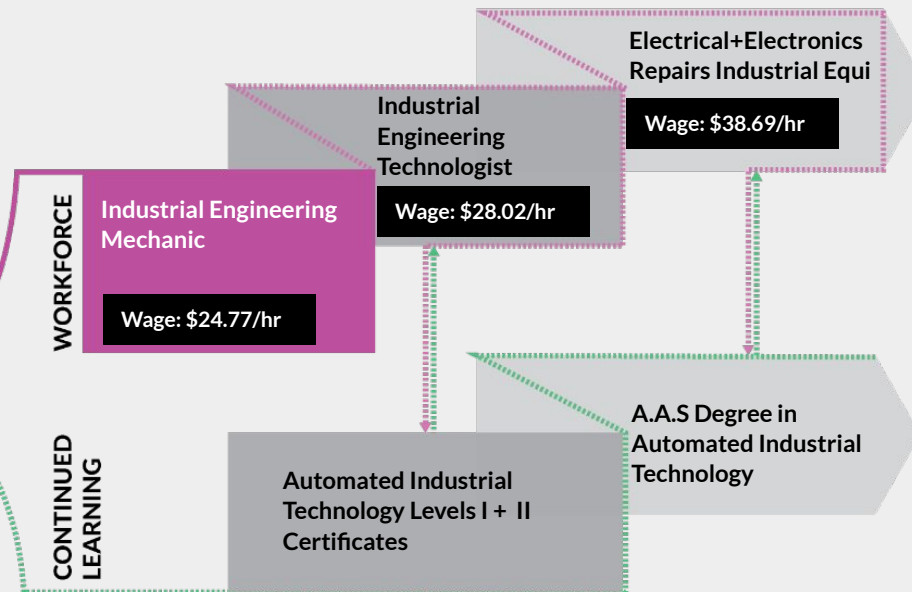 Electrical+Electronics
Repairs Industrial Equi
Wage: $38.69/hr
Industrial
Engineering
Technologist
Wage: $28.02/hr
WORKFORCE
Industrial Engineering
Mechanic
Wage: $24.77/hr
CONTINUED
LEARNING
Automated Industrial
Technology Levels I + II
Certificates
A.A.S Degree in
Automated Industrial
Technology